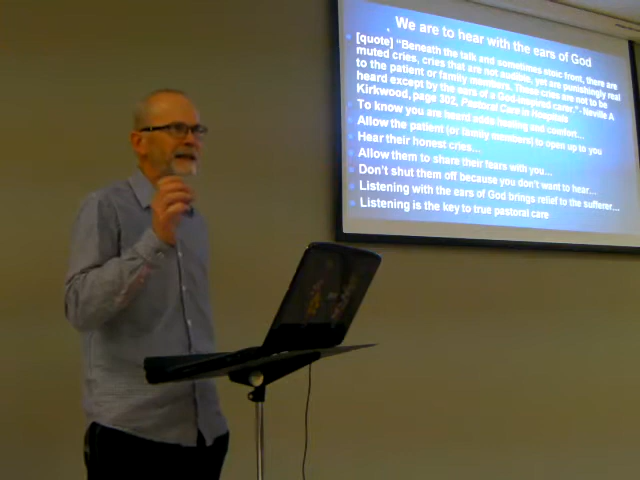 We are to hear with the ears of God
[quote] "Beneath the talk and sometimes stoic front, there are
muted cries, cries that are not audible, yet are punishingly real
to the patient or family members. These cries are not to be
heard except by the ears of a God-inspired carer." - Neville A
Kirkwood, page 302, Pastoral Care in Hospitals
To know you are heard adds healing and comfort...
Allow the patient (or family members) to open up to you
Hear their honest cries...
Allow them to share their fears with you...
Don't shut them off because you don't want to hear...
Listening with the ears of God brings relief to the sufferer...
Listening is the key to true pastoral care